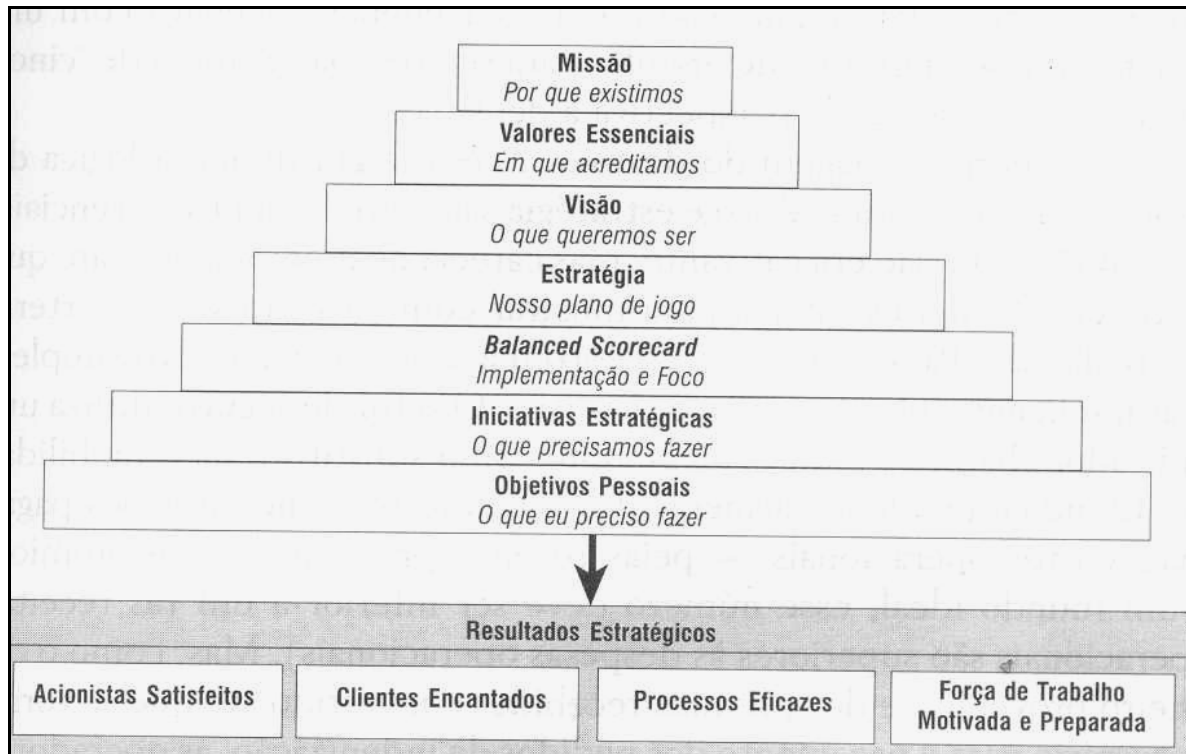 Missão
Por que existimos
Valores Essenciais
Em que acreditamos
Visão
O que queremos ser
Estratégia
Nosso plano de jogo
Balanced Scorecard
Implementação e Foco
Iniciativas Estratégicas
O que precisamos fazer
Objetivos Pessoais
O que eu preciso fazer
Resultados Estratégicos
Acionistas Satisfeitos
Clientes Encantados
Processos Eficazes
Força de Trabalho
Motivada e Preparada